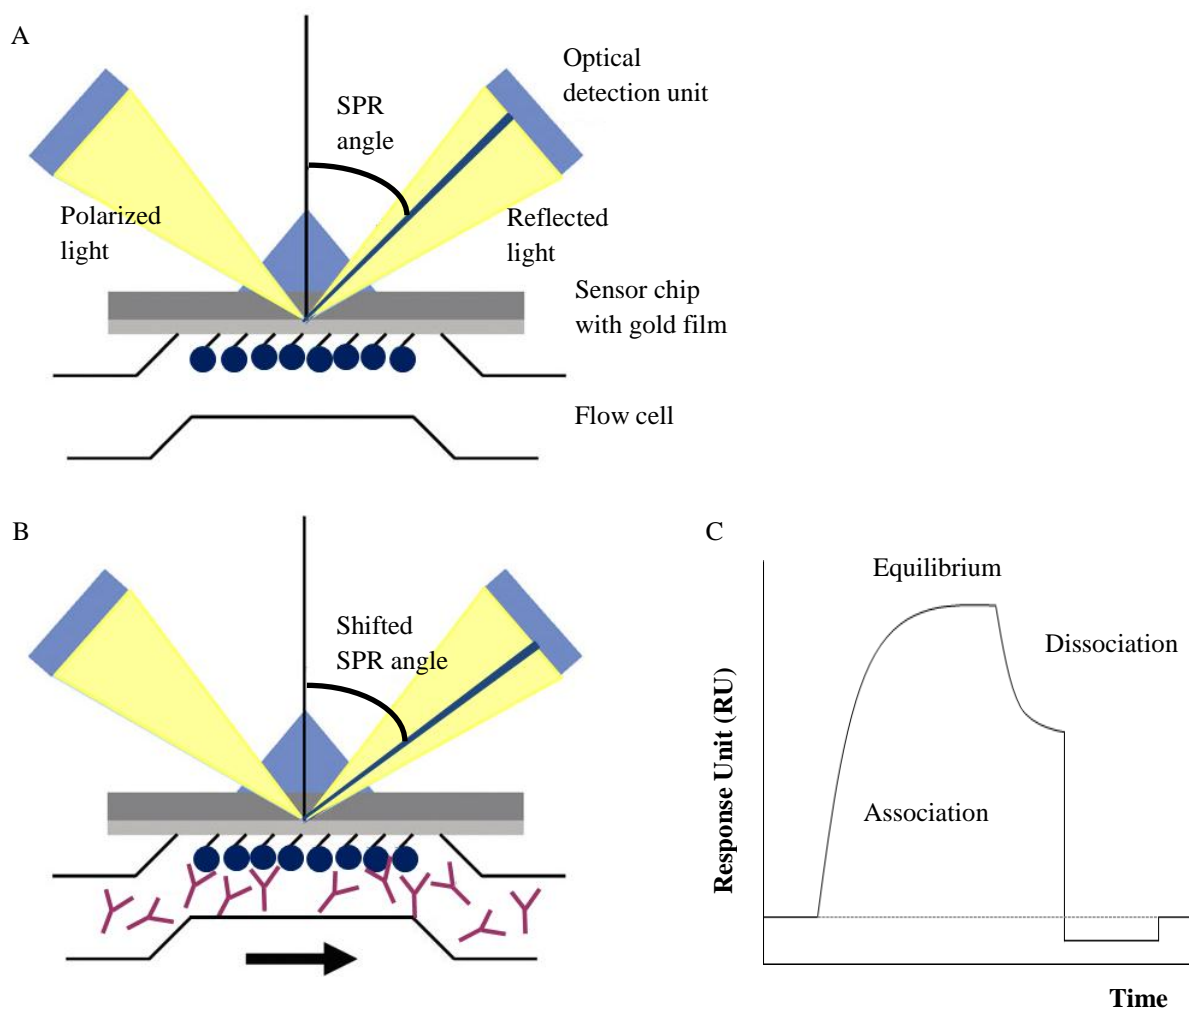 A
Optical
detection unit
SPR
angle
Polarized
light
Reflected
light
Sensor chip
with gold film
Flow cell
B
Shifted
SPR angle
C
Equilibrium
Dissociation
Association
Response Unit (RU)
Time